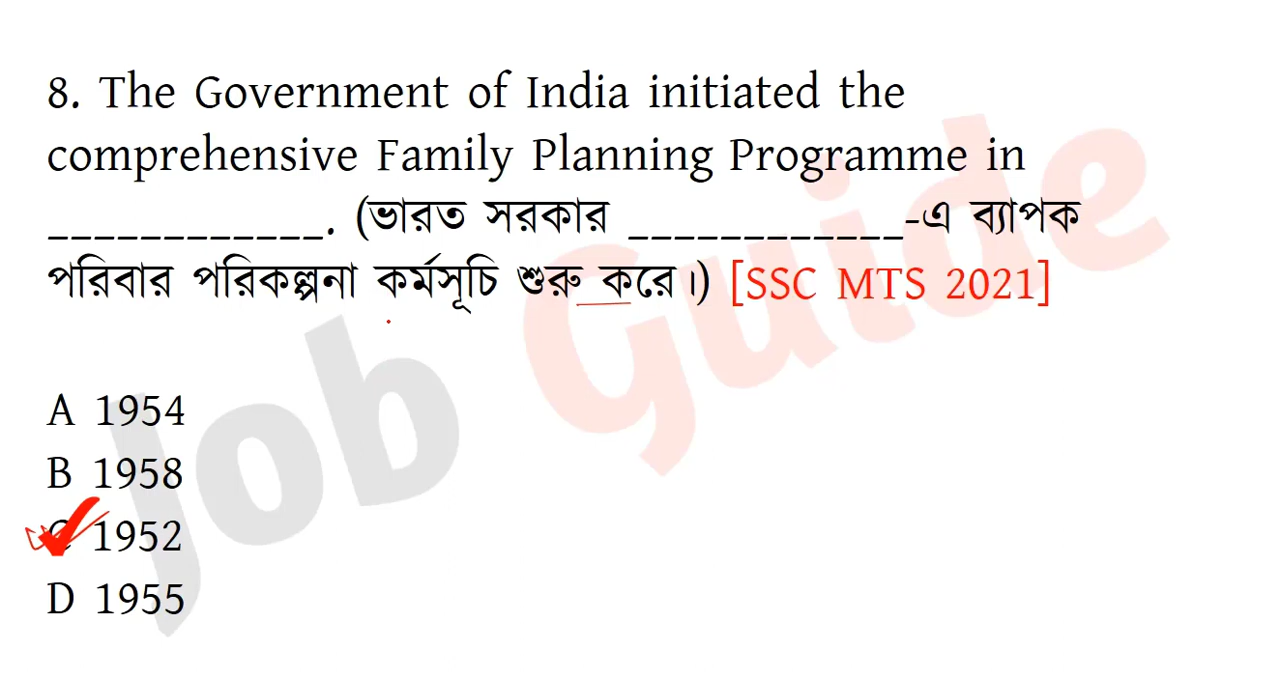 8. The Government of India initiated the
comprehensive Family Planning Programme in
____________. (ভারত সরকার ____________-এ ব্যাপক
পরিবার পরিকল্পনা কর্মসূচি শুরু করে।) [SSC MTS 2021]
A 1954
B 1958
C 1952
D 1955
Job Guide